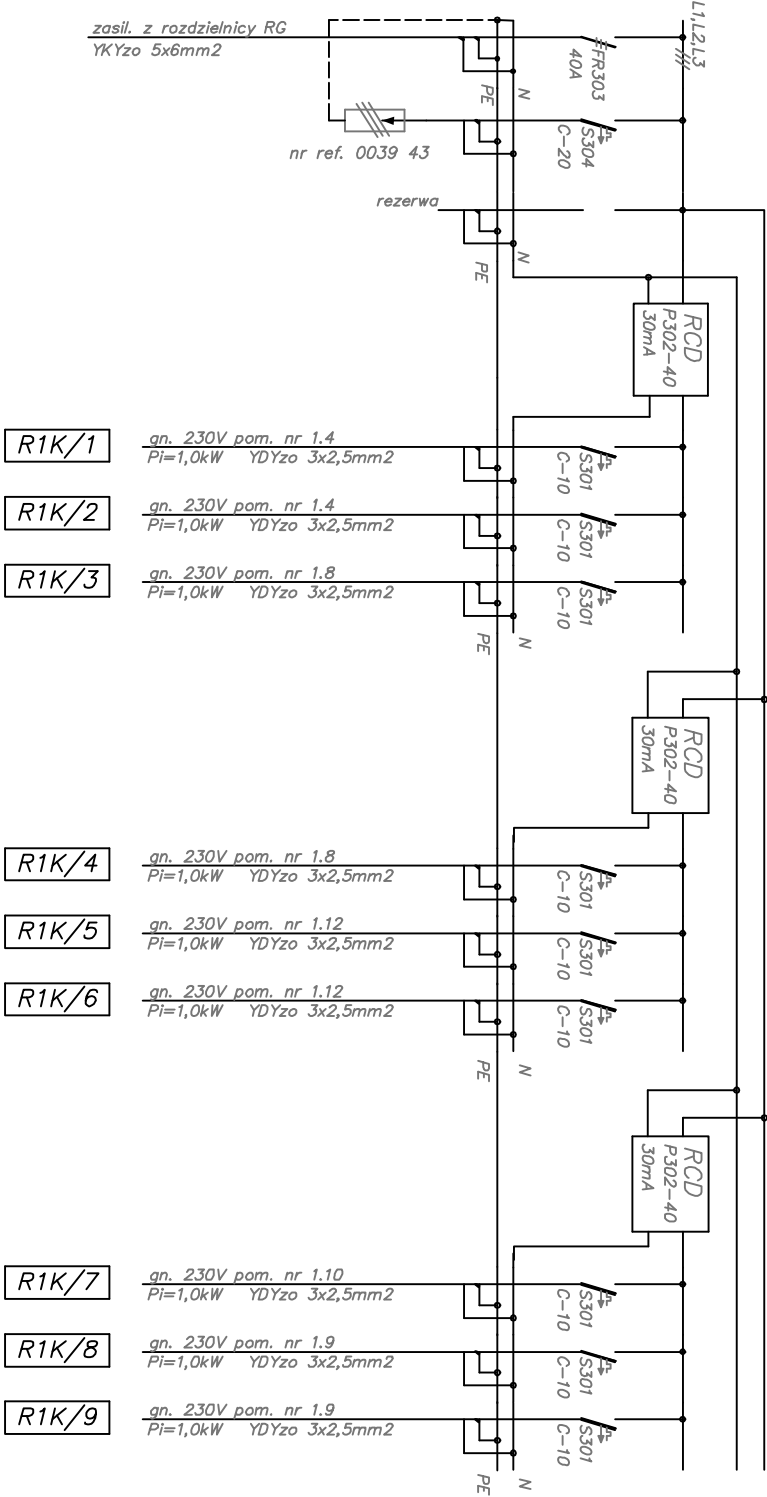 L1,L2,L3
zasil. z rozdzielnicy RG
YKYżo 5x6mm2
FR303
40A
N
PE
S304
C-20
nr ref. 0039 43
rezerwa
N
PE
RCD
P302-40
30mA
R1K/1
gn. 230V pom. nr 1.4
Pi=1,0kW YDYzo 3x2,5mm2
S301
C-10
R1K/2
gn. 230V pom. nr 1.4
Pi=1,0kW YDYzo 3x2,5mm2
S301
C-10
R1K/3
gn. 230V pom. nr 1.8
Pi=1,0kW YDYzo 3x2,5mm2
S301
C-10
N
PE
RCD
P302-40
30mA
R1K/4
gn. 230V pom. nr 1.8
Pi=1,0kW YDYzo 3x2,5mm2
S301
C-10
R1K/5
gn. 230V pom. nr 1.12
Pi=1,0kW YDYzo 3x2,5mm2
S301
C-10
R1K/6
gn. 230V pom. nr 1.12
Pi=1,0kW YDYzo 3x2,5mm2
S301
C-10
N
PE
RCD
P302-40
30mA
R1K/7
gn. 230V pom. nr 1.10
Pi=1,0kW YDYzo 3x2,5mm2
S301
C-10
R1K/8
gn. 230V pom. nr 1.9
Pi=1,0kW YDYzo 3x2,5mm2
S301
C-10
R1K/9
gn. 230V pom. nr 1.9
Pi=1,0kW YDYzo 3x2,5mm2
S301
C-10
N
PE